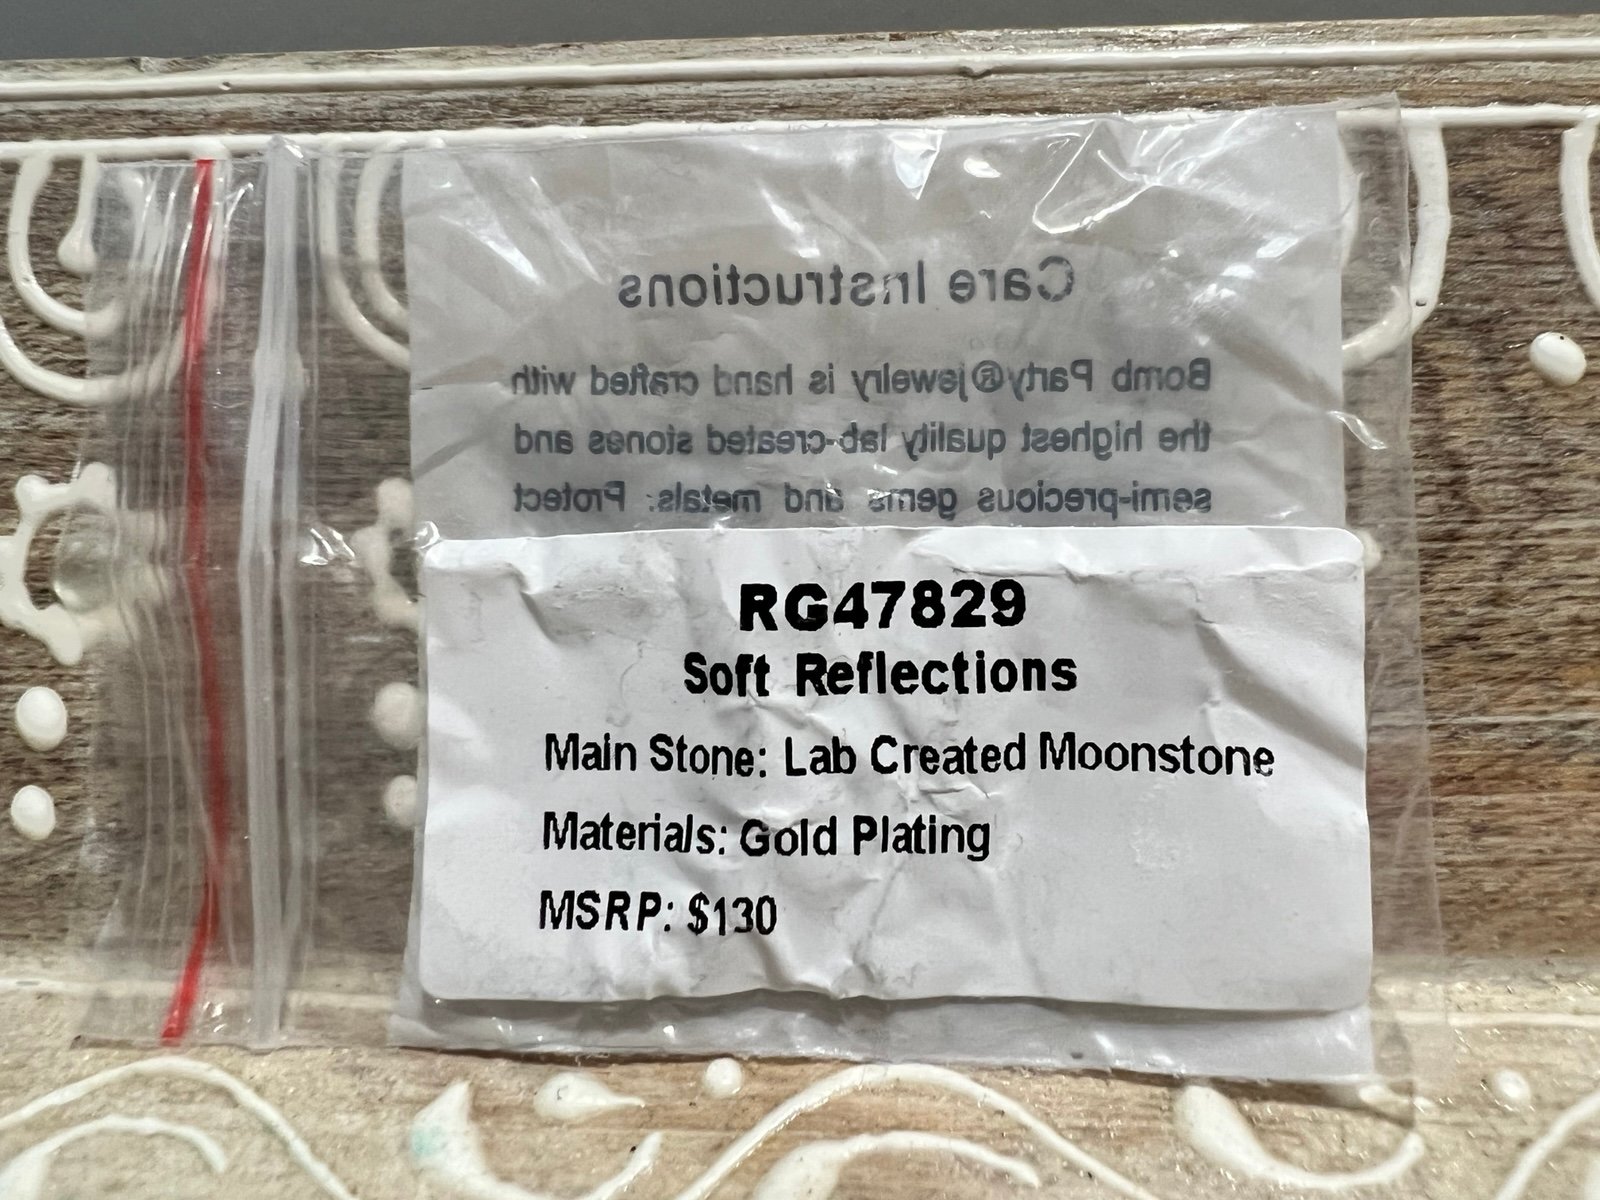 Care Instructions
Bomb Party®jewelry is hand crafted with
the highest quality lab-created stones and
semi-precious gems and metals. Protect
RG47829
Soft Reflections
Main Stone: Lab Created Moonstone
Materials: Gold Plating
MSRP: $130